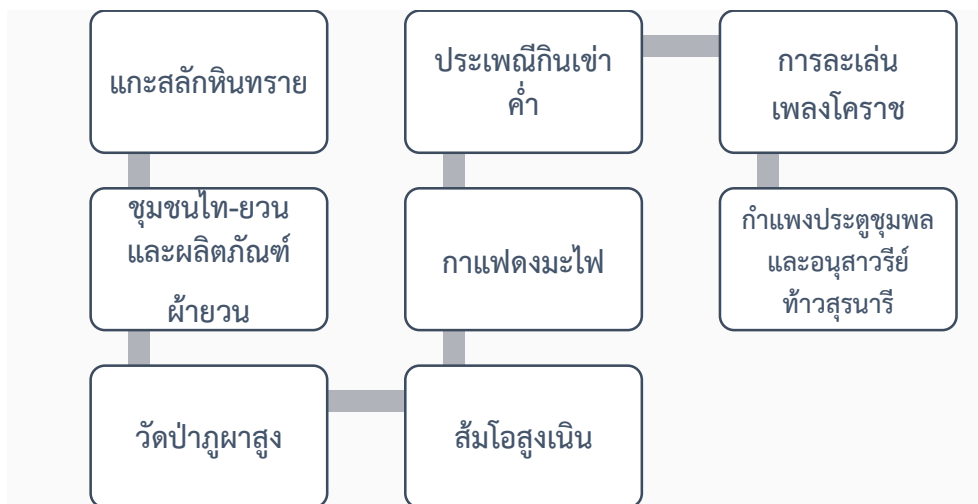 แกะสลักหินทราย
ชุมชนไท-ยวน
และผลิตภัณฑ์
ผ้ายวน
วัดป่าภูผาสูง
ส้มโอสูงเนิน
กาแฟดงมะไฟ
ประเพณีกินเข่า
ค่ำ
การละเล่น
เพลงโคราช
กำแพงประตูชุมพล
และอนุสาวรีย์
ท้าวสุรนารี